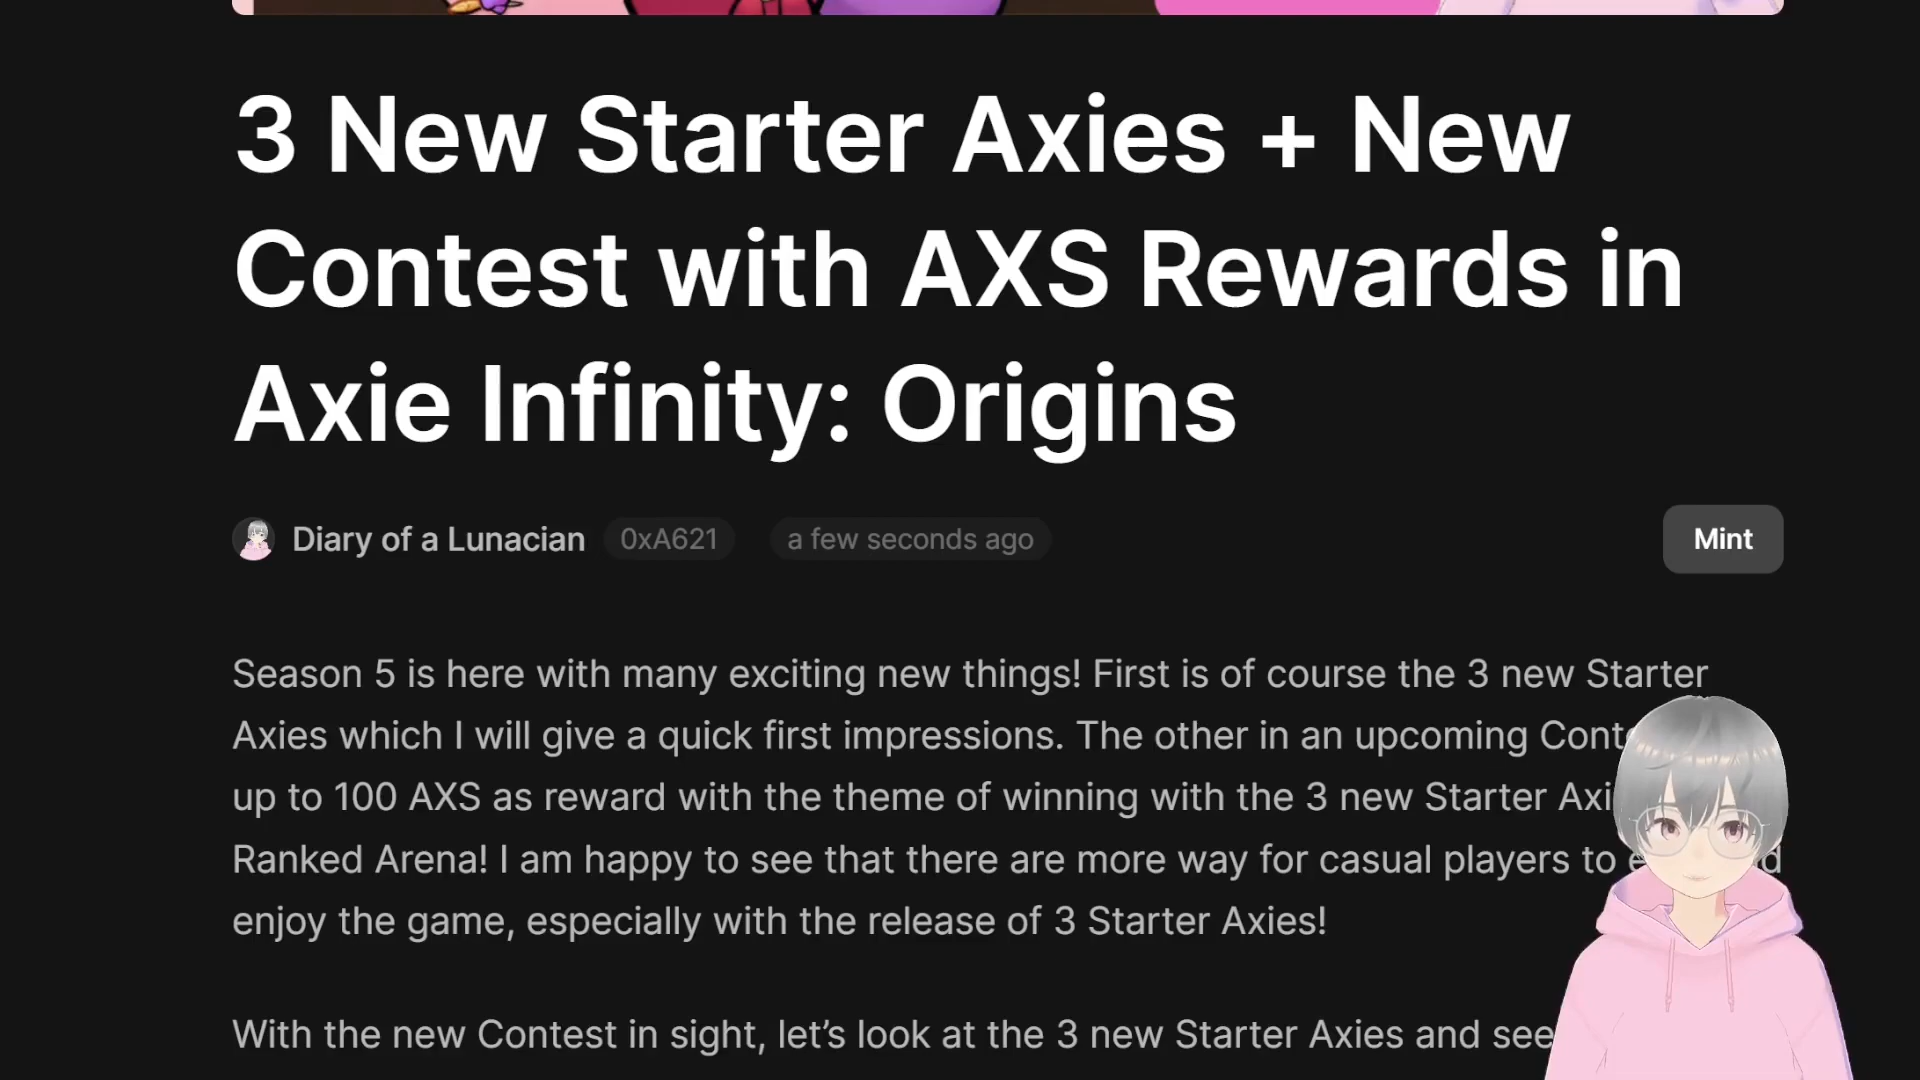 3 New Starter Axies + New
Contest with AXS Rewards in
Axie Infinity: Origins
Diary of a Lunacian 0xA621 a few seconds ago Mint
Season 5 is here with many exciting new things! First is of course the 3 new Starter
Axies which I will give a quick first impressions. The other in an upcoming
up to 100 AXS as reward with the theme of winning with the 3 new Starter
Ranked Arena! I am happy to see that there are more way for casual players to
enjoy the game, especially with the release of 3 Starter Axies!
With the new Contest in sight, let's look at the 3 new Starter Axies and see